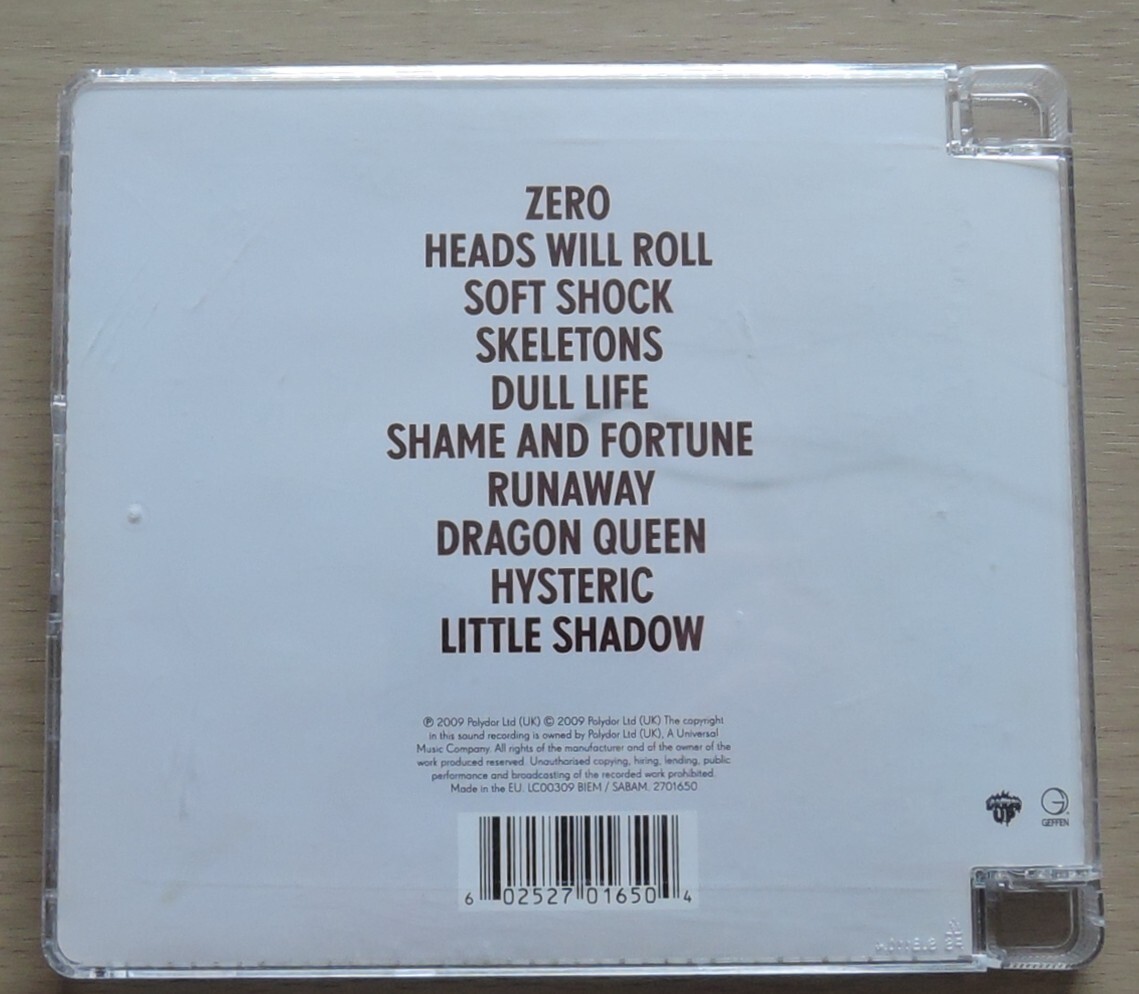 ZERO
HEADS WILL ROLL
SOFT SHOCK
SKELETONS
DULL LIFE
SHAME AND FORTUNE
RUNAWAY
DRAGON QUEEN
HYSTERIC
LITTLE SHADOW
℗ 2009 Polydor Ltd (UK) © 2009 Polydor Ltd (UK) The copyright
in this sound recording is owned by Polydor Ltd (UK), A Universal
Music Company. All rights of the manufacturer and of the owner of the
work produced reserved. Unauthorised copying, hiring, lending, public
performance and broadcasting of the recorded work prohibited.
Made in the EU. LC00309 BIEM / SABAM. 2701650
UP
G
GEFFEN
6 02527 01650 4